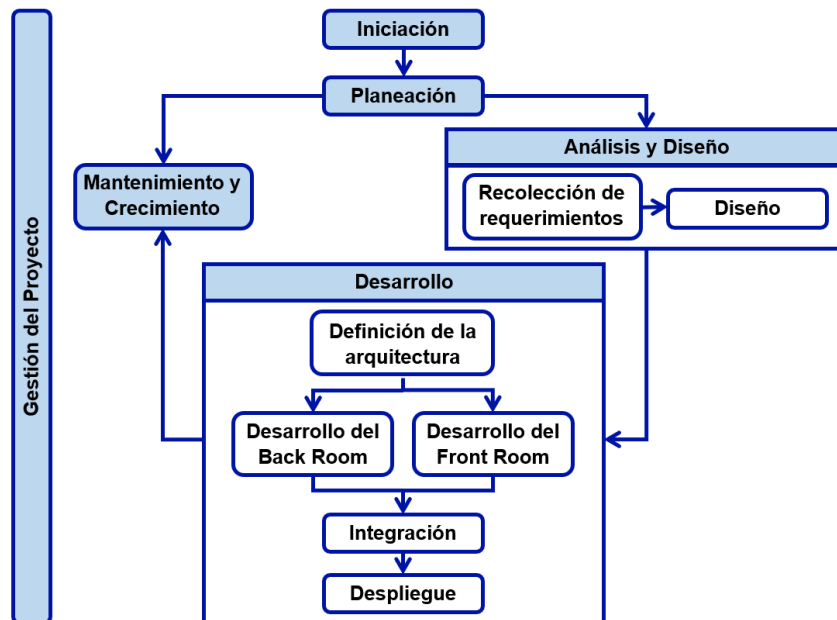 Gestión del Proyecto
Iniciación
Planeación
Análisis y Diseño
Recolección de
requerimientos
Diseño
Mantenimiento y
Crecimiento
Desarrollo
Definición de la
arquitectura
Desarrollo del
Back Room
Desarrollo del
Front Room
Integración
Despliegue